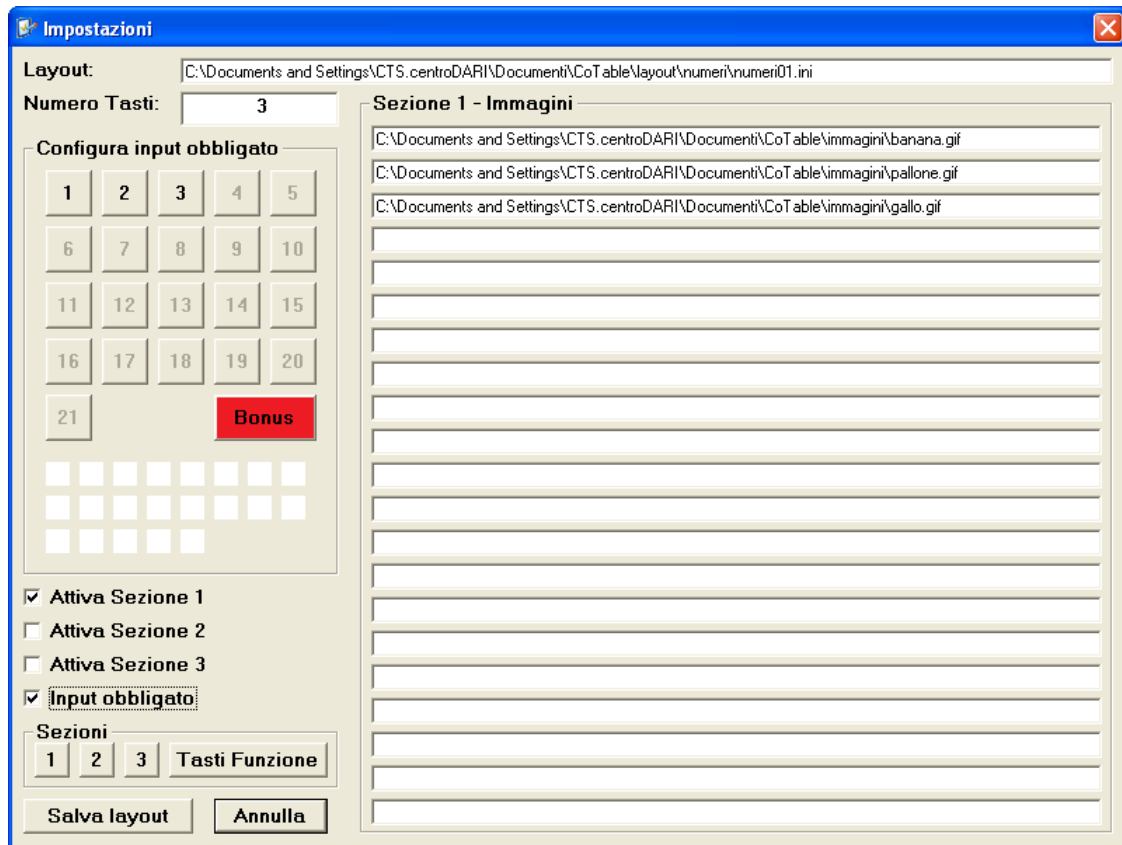 Impostazioni
Layout: C:\Documents and Settings\CTS.centroDARI\Documenti\CoTable\layout\numeri\numeri01.ini
Numero Tasti: 3
Configura input obbligato
1 2 3 4 5
6 7 8 9 10
11 12 13 14 15
16 17 18 19 20
21 Bonus
Attiva Sezione 1
Attiva Sezione 2
Attiva Sezione 3
Input obbligato
Sezioni
1 2 3 Tasti Funzione
Salva layout Annulla
Sezione 1 - Immagini
C:\Documents and Settings\CTS.centroDARI\Documenti\CoTable\immagini\banana.gif
C:\Documents and Settings\CTS.centroDARI\Documenti\CoTable\immagini\pallone.gif
C:\Documents and Settings\CTS.centroDARI\Documenti\CoTable\immagini\gallo.gif